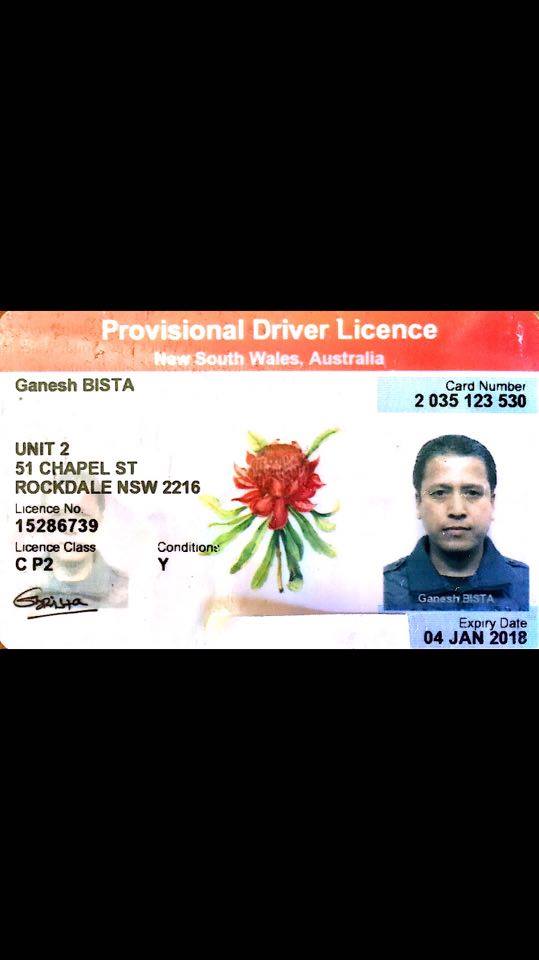 Provisional Driver Licence
New South Wales, Australia
Ganesh BISTA
Card Number
2 035 123 530
UNIT 2
51 CHAPEL ST
ROCKDALE NSW 2216
Licence No.
15286739
Licence Class
Conditions
C P2
Y
Ganesh BISTA
Expiry Date
04 JAN 2018